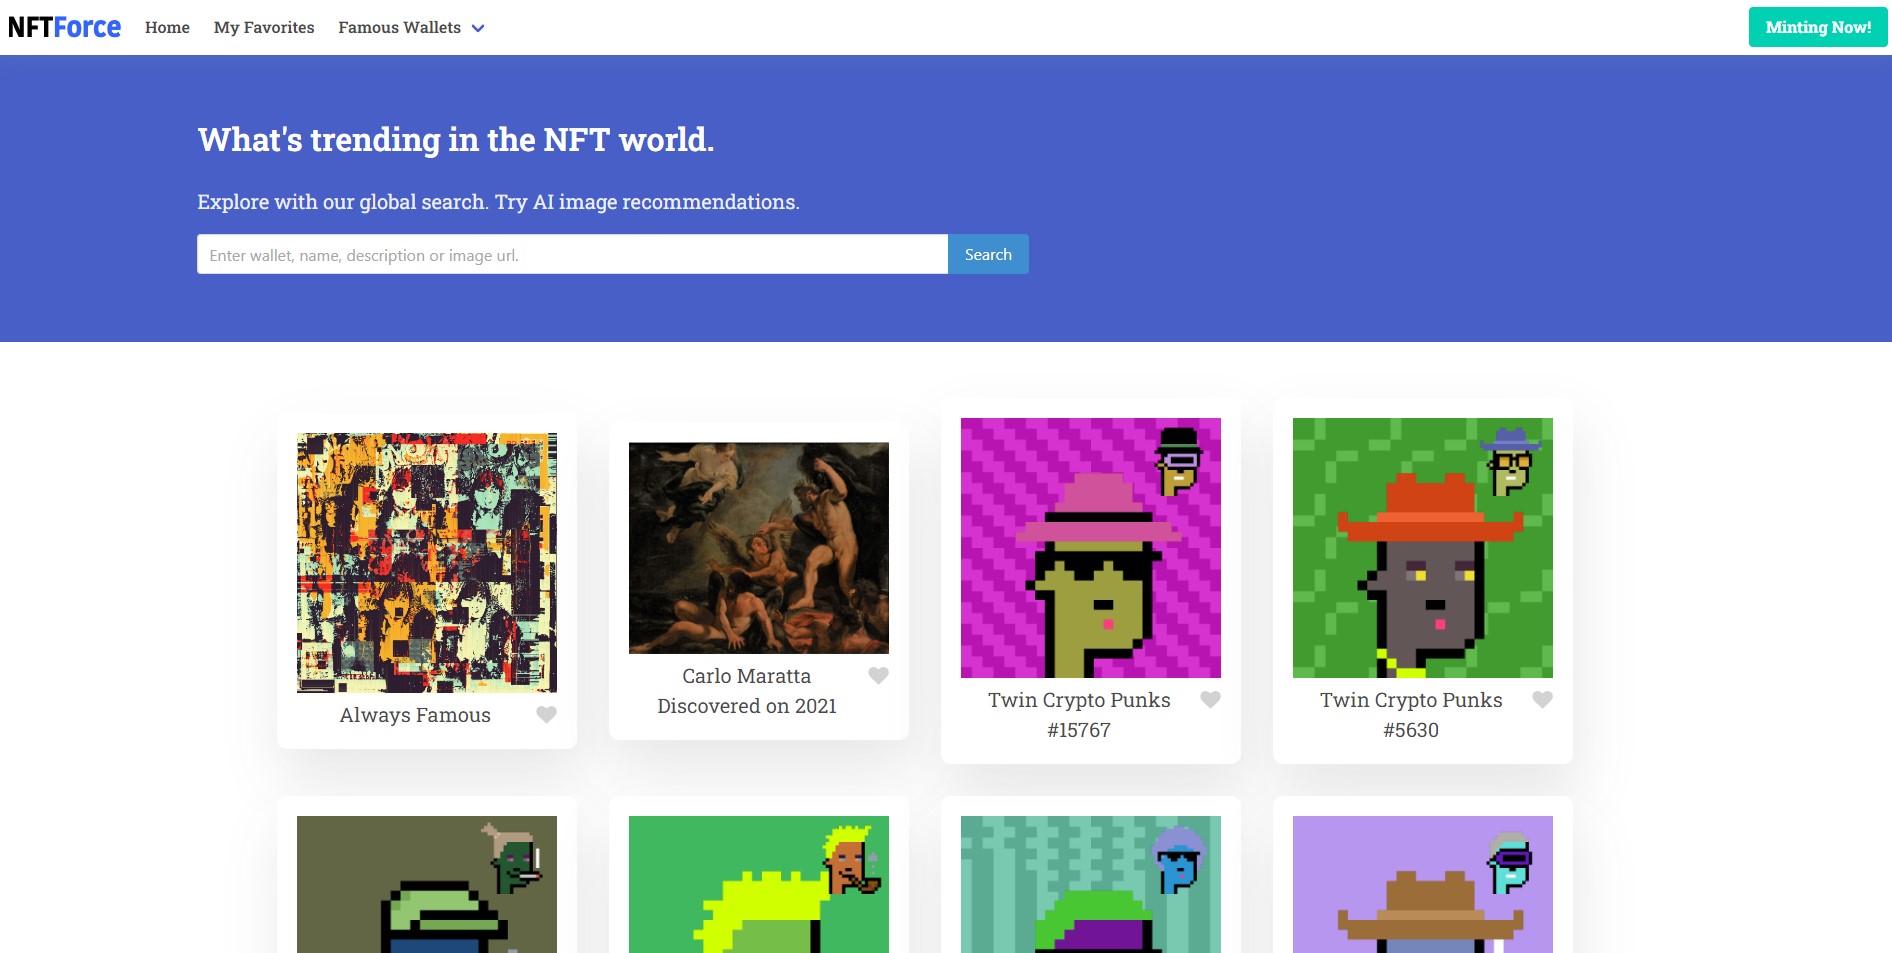 NFTForce Home My Favorites Famous Wallets Minting Now!
What's trending in the NFT world.
Explore with our global search. Try AI image recommendations.
Enter wallet, name, description or image url. Search
Always Famous
Carlo Maratta
Discovered on 2021
Twin Crypto Punks
#15767
Twin Crypto Punks
#5630